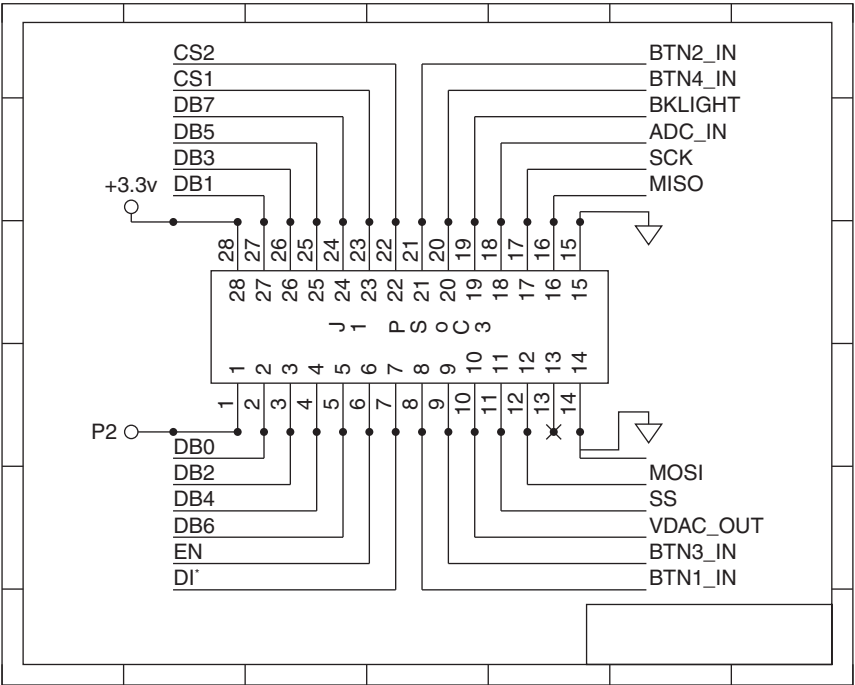 CS2
CS1
DB7
DB5
DB3
DB1
+3.3v
BTN2_IN
BTN4_IN
BKLIGHT
ADC_IN
SCK
MISO
28 27 26 25 24 23 22 21 20 19 18 17 16 15
28 27 26 25 24 23 22 21 20 19 18 17 16 15
J1 PSoC3
1 2 3 4 5 6 7 8 9 10 11 12 13 14
1 2 3 4 5 6 7 8 9 10 11 12 13 14
P2
DB0
DB2
DB4
DB6
EN
DI*
MOSI
SS
VDAC_OUT
BTN3_IN
BTN1_IN